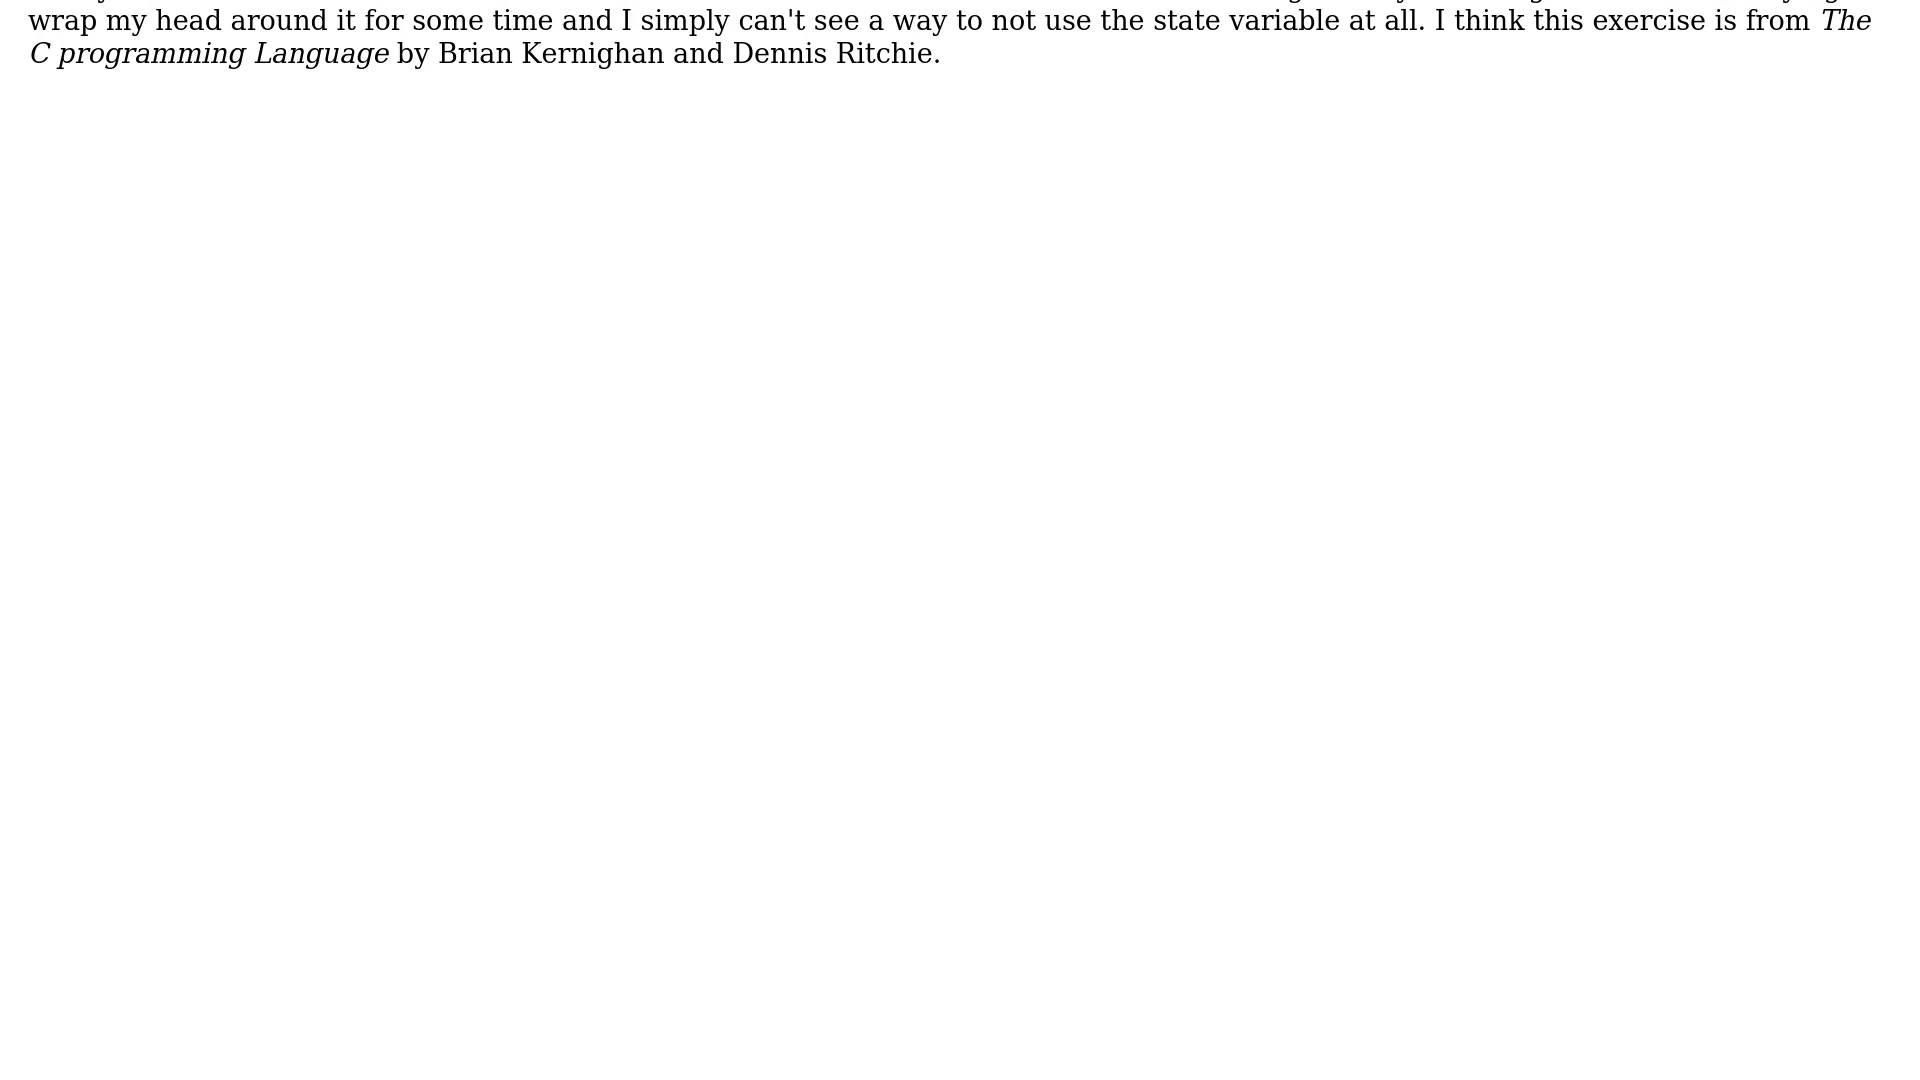 wrap my head around it for some time and I simply can't see a way to not use the state variable at all. I think this exercise is from The
C programming Language by Brian Kernighan and Dennis Ritchie.